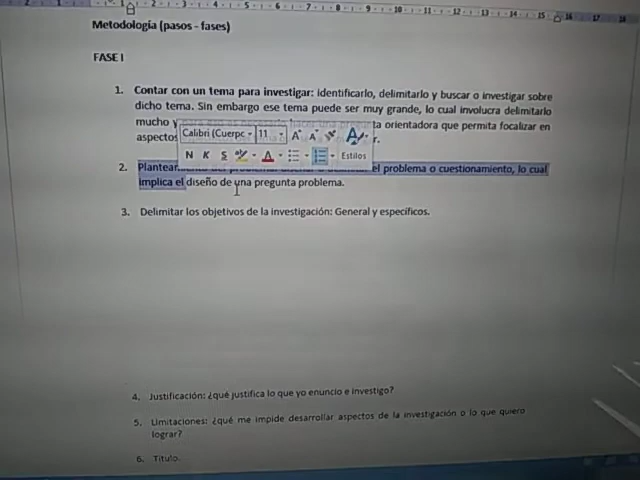 Metodología (pasos - fases)
FASE I
1. Contar con un tema para investigar: identificarlo, delimitarlo y buscar o investigar sobre
dicho tema. Sin embargo ese tema puede ser muy grande, lo cual involucra delimitarlo
mucho y ta orientadora que permita focalizar en
aspectos r.
Calibri (Cuerpo 11
N K S Estilos
2. el problema o cuestionamiento, lo cual
implica el diseño de una pregunta problema.
3. Delimitar los objetivos de la investigación: General y específicos.
4. Justificación: ¿qué justifica lo que yo enuncio e investigo?
5. Limitaciones: ¿qué me impide desarrollar aspectos de la investigación o lo que quiero
lograr?
6. Título.